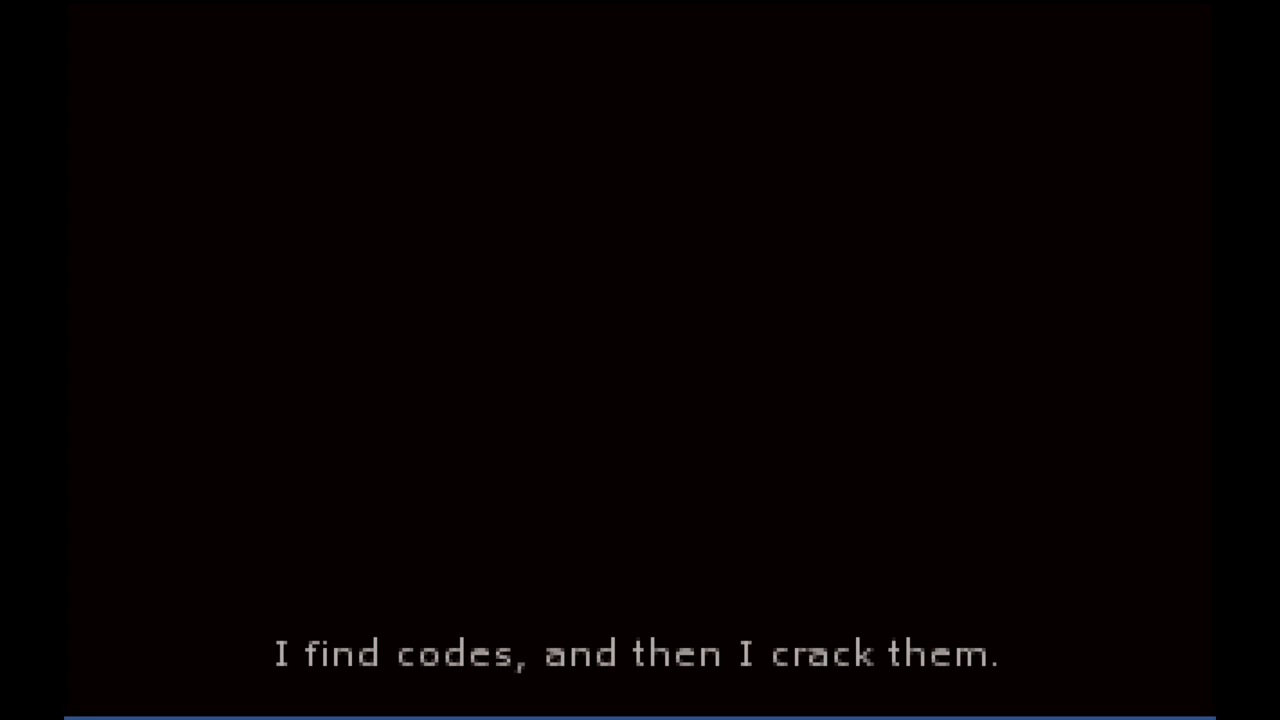 I find codes, and then I crack them.